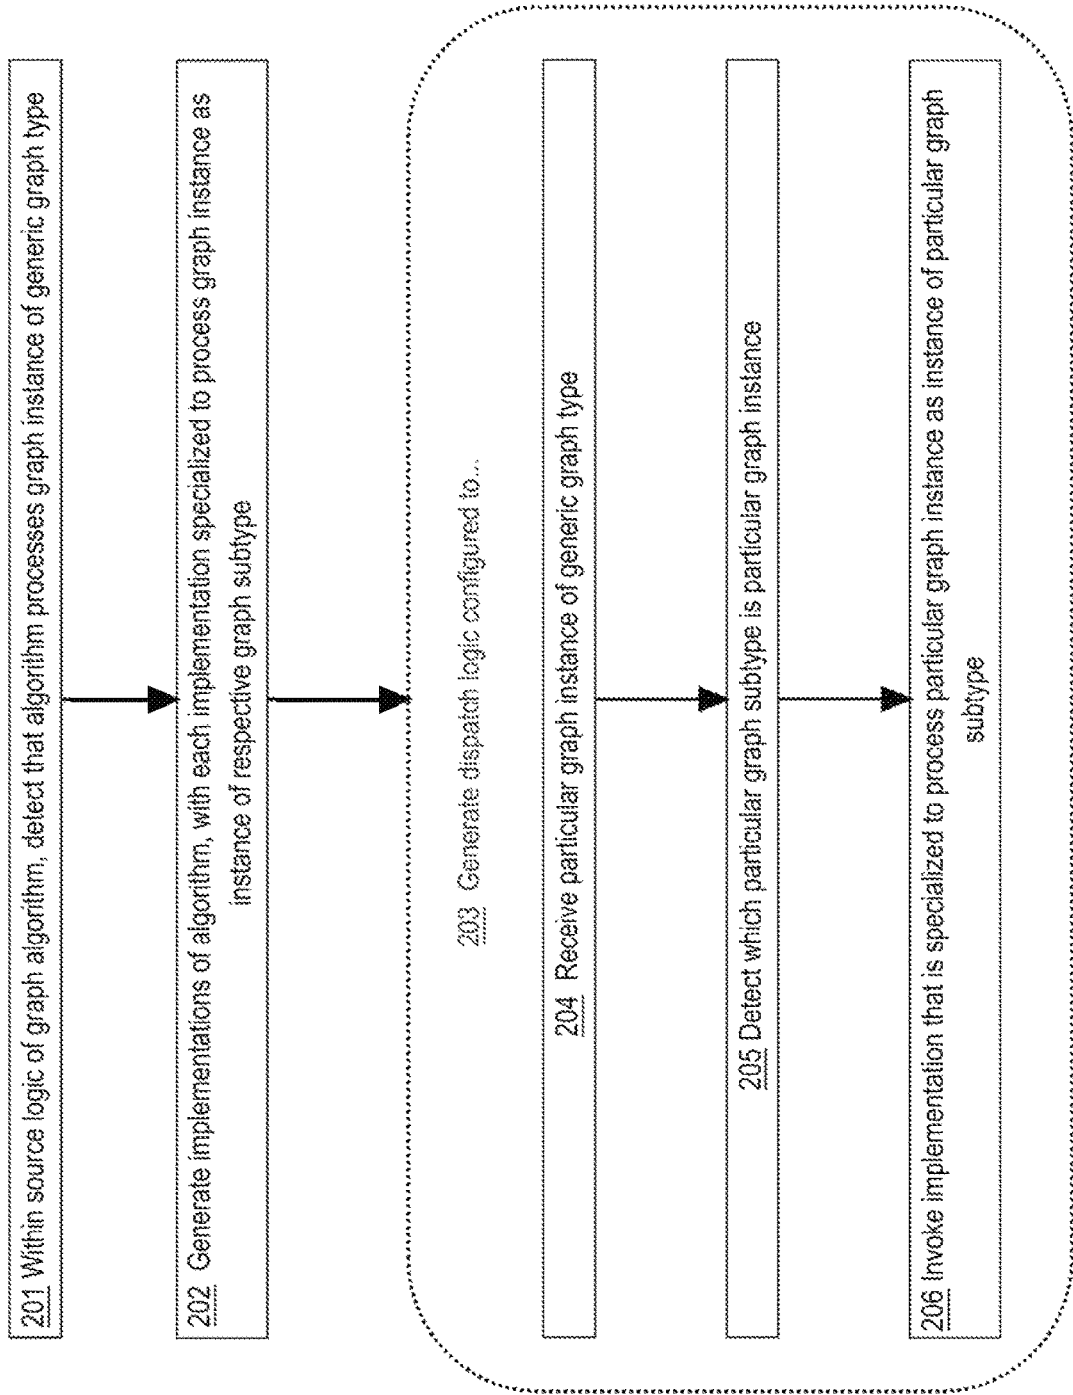 201 Within source logic of graph algorithm, detect that algorithm processes graph instance of generic graph type
202 Generate implementations of algorithm, with each implementation specialized to process graph instance as
instance of respective graph subtype
203 Generate dispatch logic configured to...
204 Receive particular graph instance of generic graph type
205 Detect which particular graph subtype is particular graph instance
206 Invoke implementation that is specialized to process particular graph instance as instance of particular graph
subtype